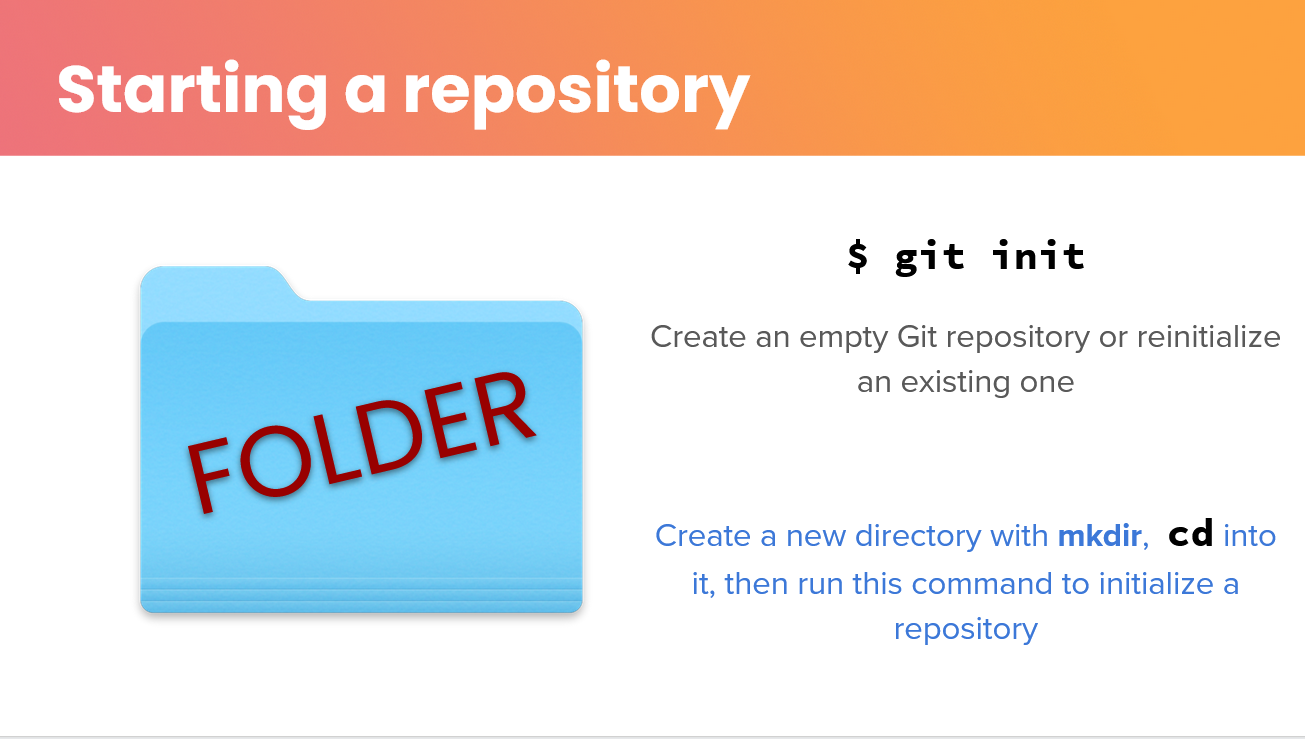 Starting a repository
FOLDER
$ git init
Create an empty Git repository or reinitialize
an existing one
Create a new directory with mkdir, cd into
it, then run this command to initialize a
repository